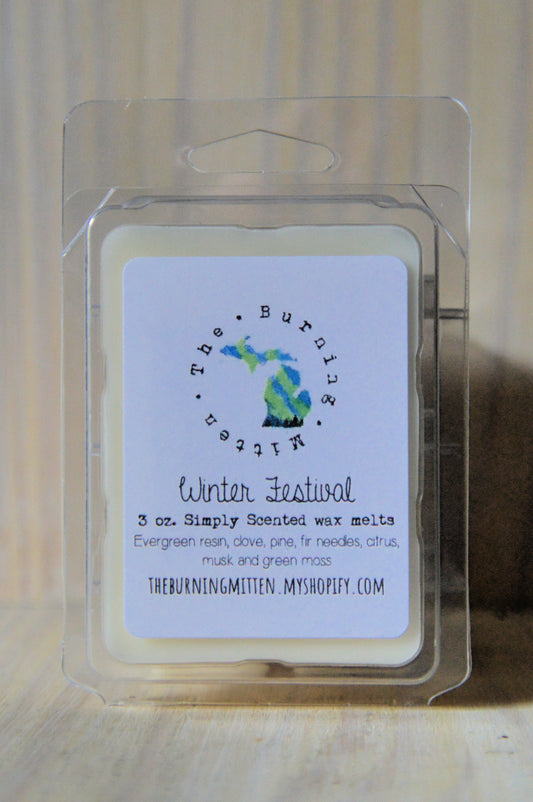 The • Burning • Mitten •
Winter Festival
3 oz. Simply Scented wax melts
Evergreen resin, clove, pine, fir needles, citrus,
musk and green moss
THEBURNINGMITTEN.MYSHOPIFY.COM